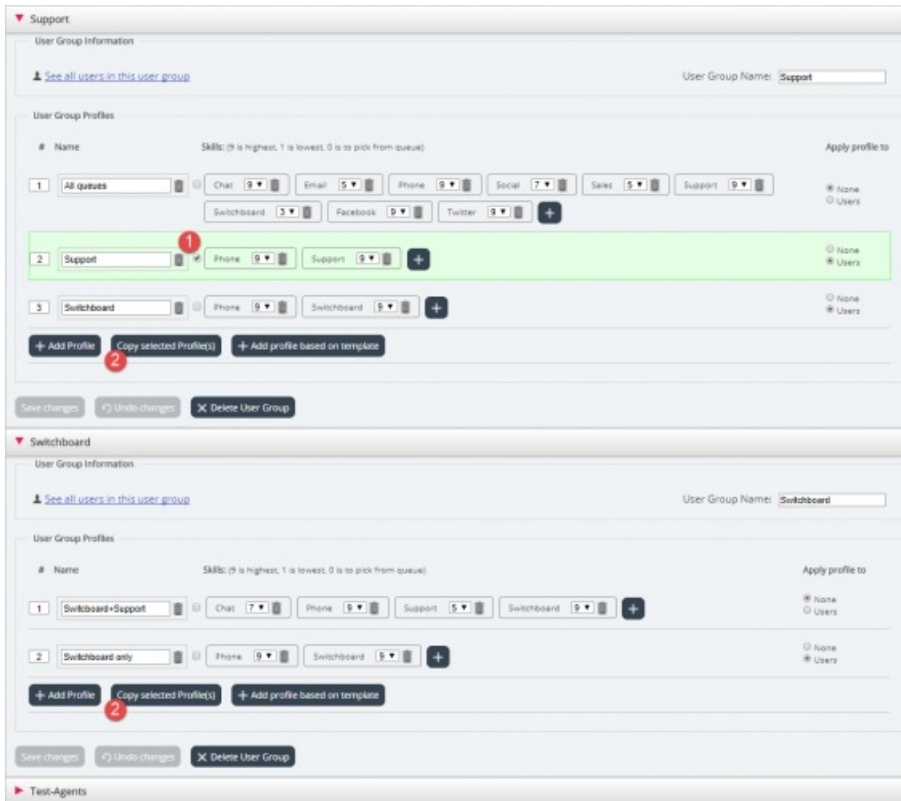 Support
User Group Information
See all users in this user group User Group Name: Support
User Group Profiles
# Name Skills: (9 is highest, 1 is lowest, 0 is to pick from queue) Apply profile to
1 All queues Chat 9 Email 5 Phone 9 Social 7 Sales 5 Support 9 None
Users
Switchboard 3 Facebook 9 Twitter 9 +
1
2 Support Phone 9 Support 9 + None
Users
3 Switchboard Phone 9 Switchboard 9 + None
Users
+ Add Profile Copy selected Profile(s) + Add profile based on template
2
Save changes Undo changes X Delete User Group
Switchboard
User Group Information
See all users in this user group User Group Name: Switchboard
User Group Profiles
# Name Skills: (9 is highest, 1 is lowest, 0 is to pick from queue) Apply profile to
1 Switcboard+Support Chat 7 Phone 9 Support 5 Switchboard 9 + None
Users
2 Switchboard only Phone 9 Switchboard 9 + None
Users
+ Add Profile Copy selected Profile(s) + Add profile based on template
2
Save changes Undo changes X Delete User Group
Test-Agents